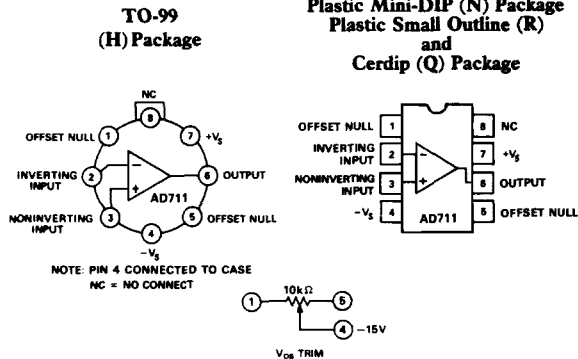 TO-99
(H) Package
NC
8
OFFSET NULL 1
7 +VS
INVERTING
INPUT
2
6 OUTPUT
AD711
NONINVERTING
INPUT
3
5 OFFSET NULL
4
-VS
NOTE: PIN 4 CONNECTED TO CASE
NC = NO CONNECT
Plastic Mini-DIP (N) Package
Plastic Small Outline (R)
and
Cerdip (Q) Package
OFFSET NULL 1
8 NC
INVERTING
INPUT
2
7 +VS
NONINVERTING
INPUT
3
6 OUTPUT
-VS 4
AD711
5 OFFSET NULL
10kΩ
1
5
4 -15V
VOS TRIM